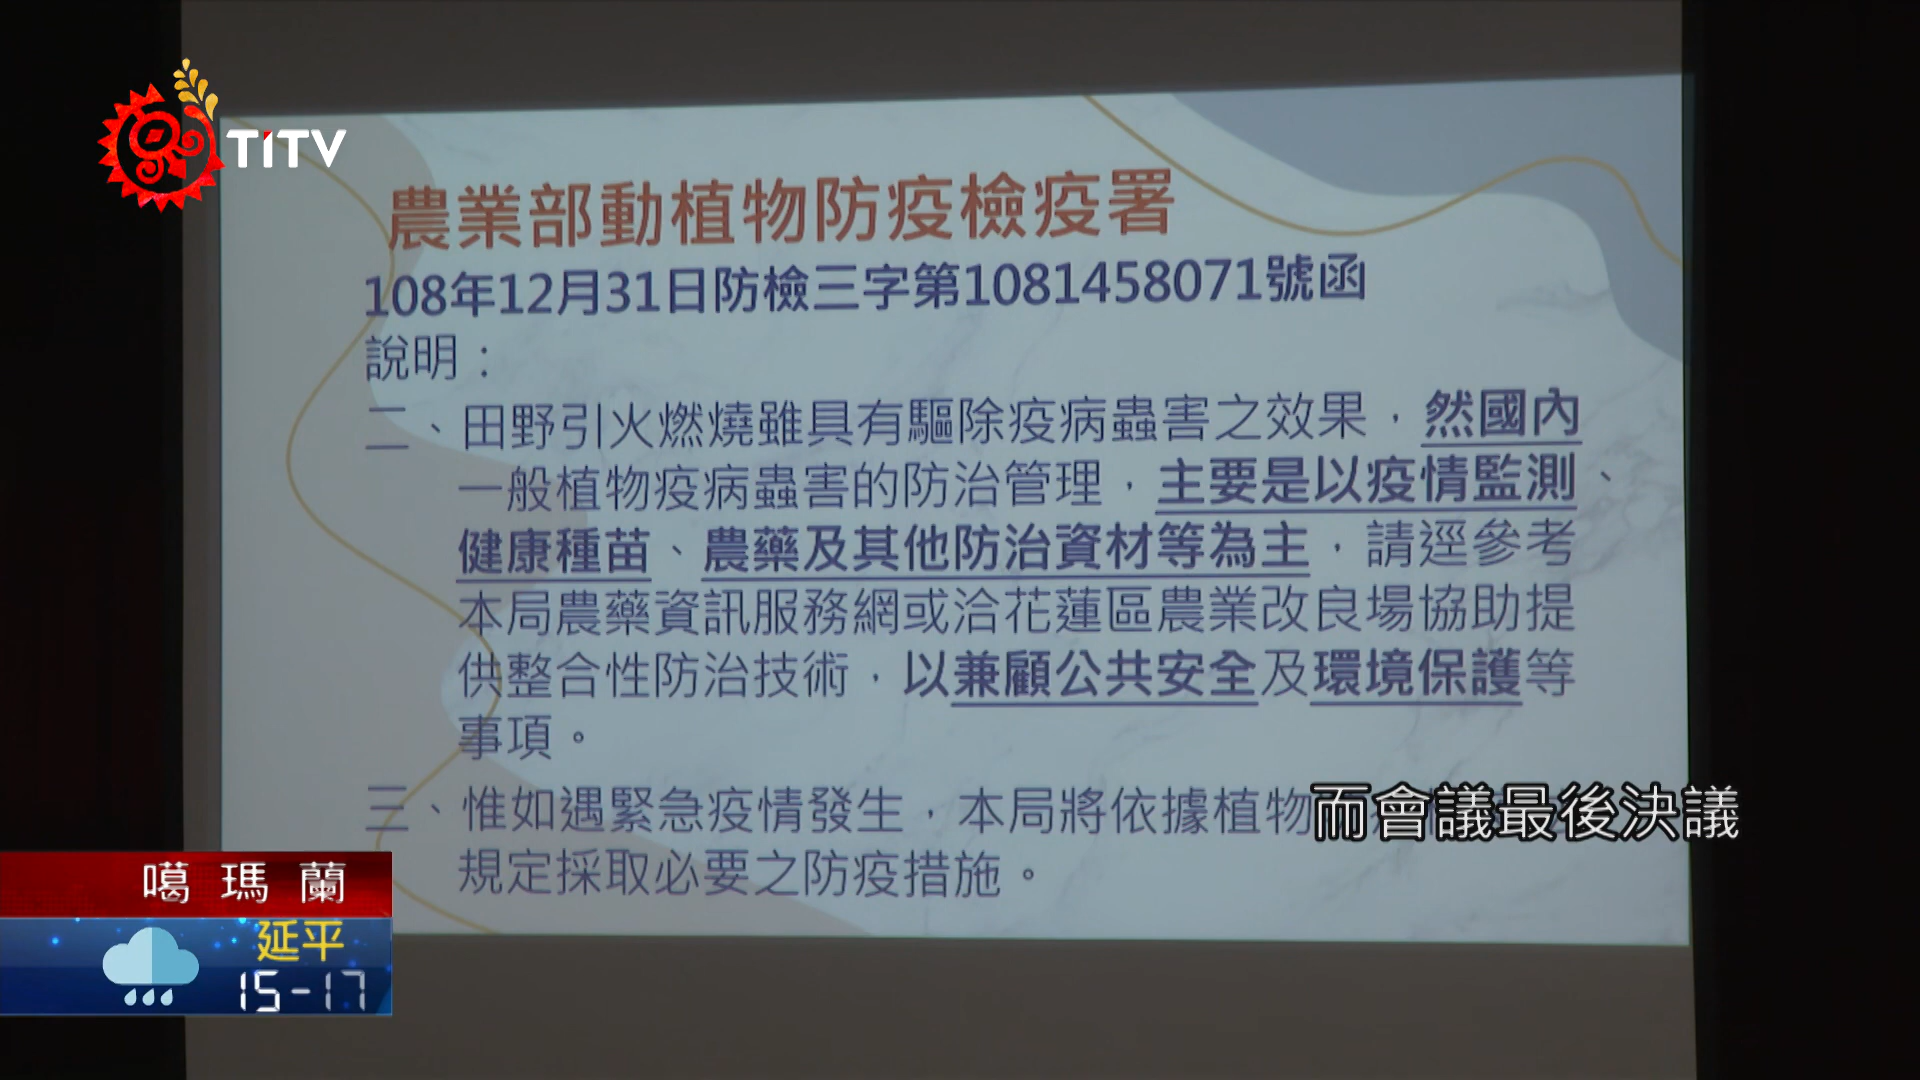 TiTV
農業部動植物防疫檢疫署
108年12月31日防檢三字第1081458071號函
說明：
二、田野引火燃燒雖具有驅除疫病蟲害之效果，然國內
一般植物疫病蟲害的防治管理，主要是以疫情監測、
健康種苗、農藥及其他防治資材等為主，請逕參考
本局農藥資訊服務網或洽花蓮區農業改良場協助提
供整合性防治技術，以兼顧公共安全及環境保護等
事項。
三、惟如遇緊急疫情發生，本局將依據植物
規定採取必要之防疫措施。
而會議最後決議
噶瑪蘭
延平
15-17